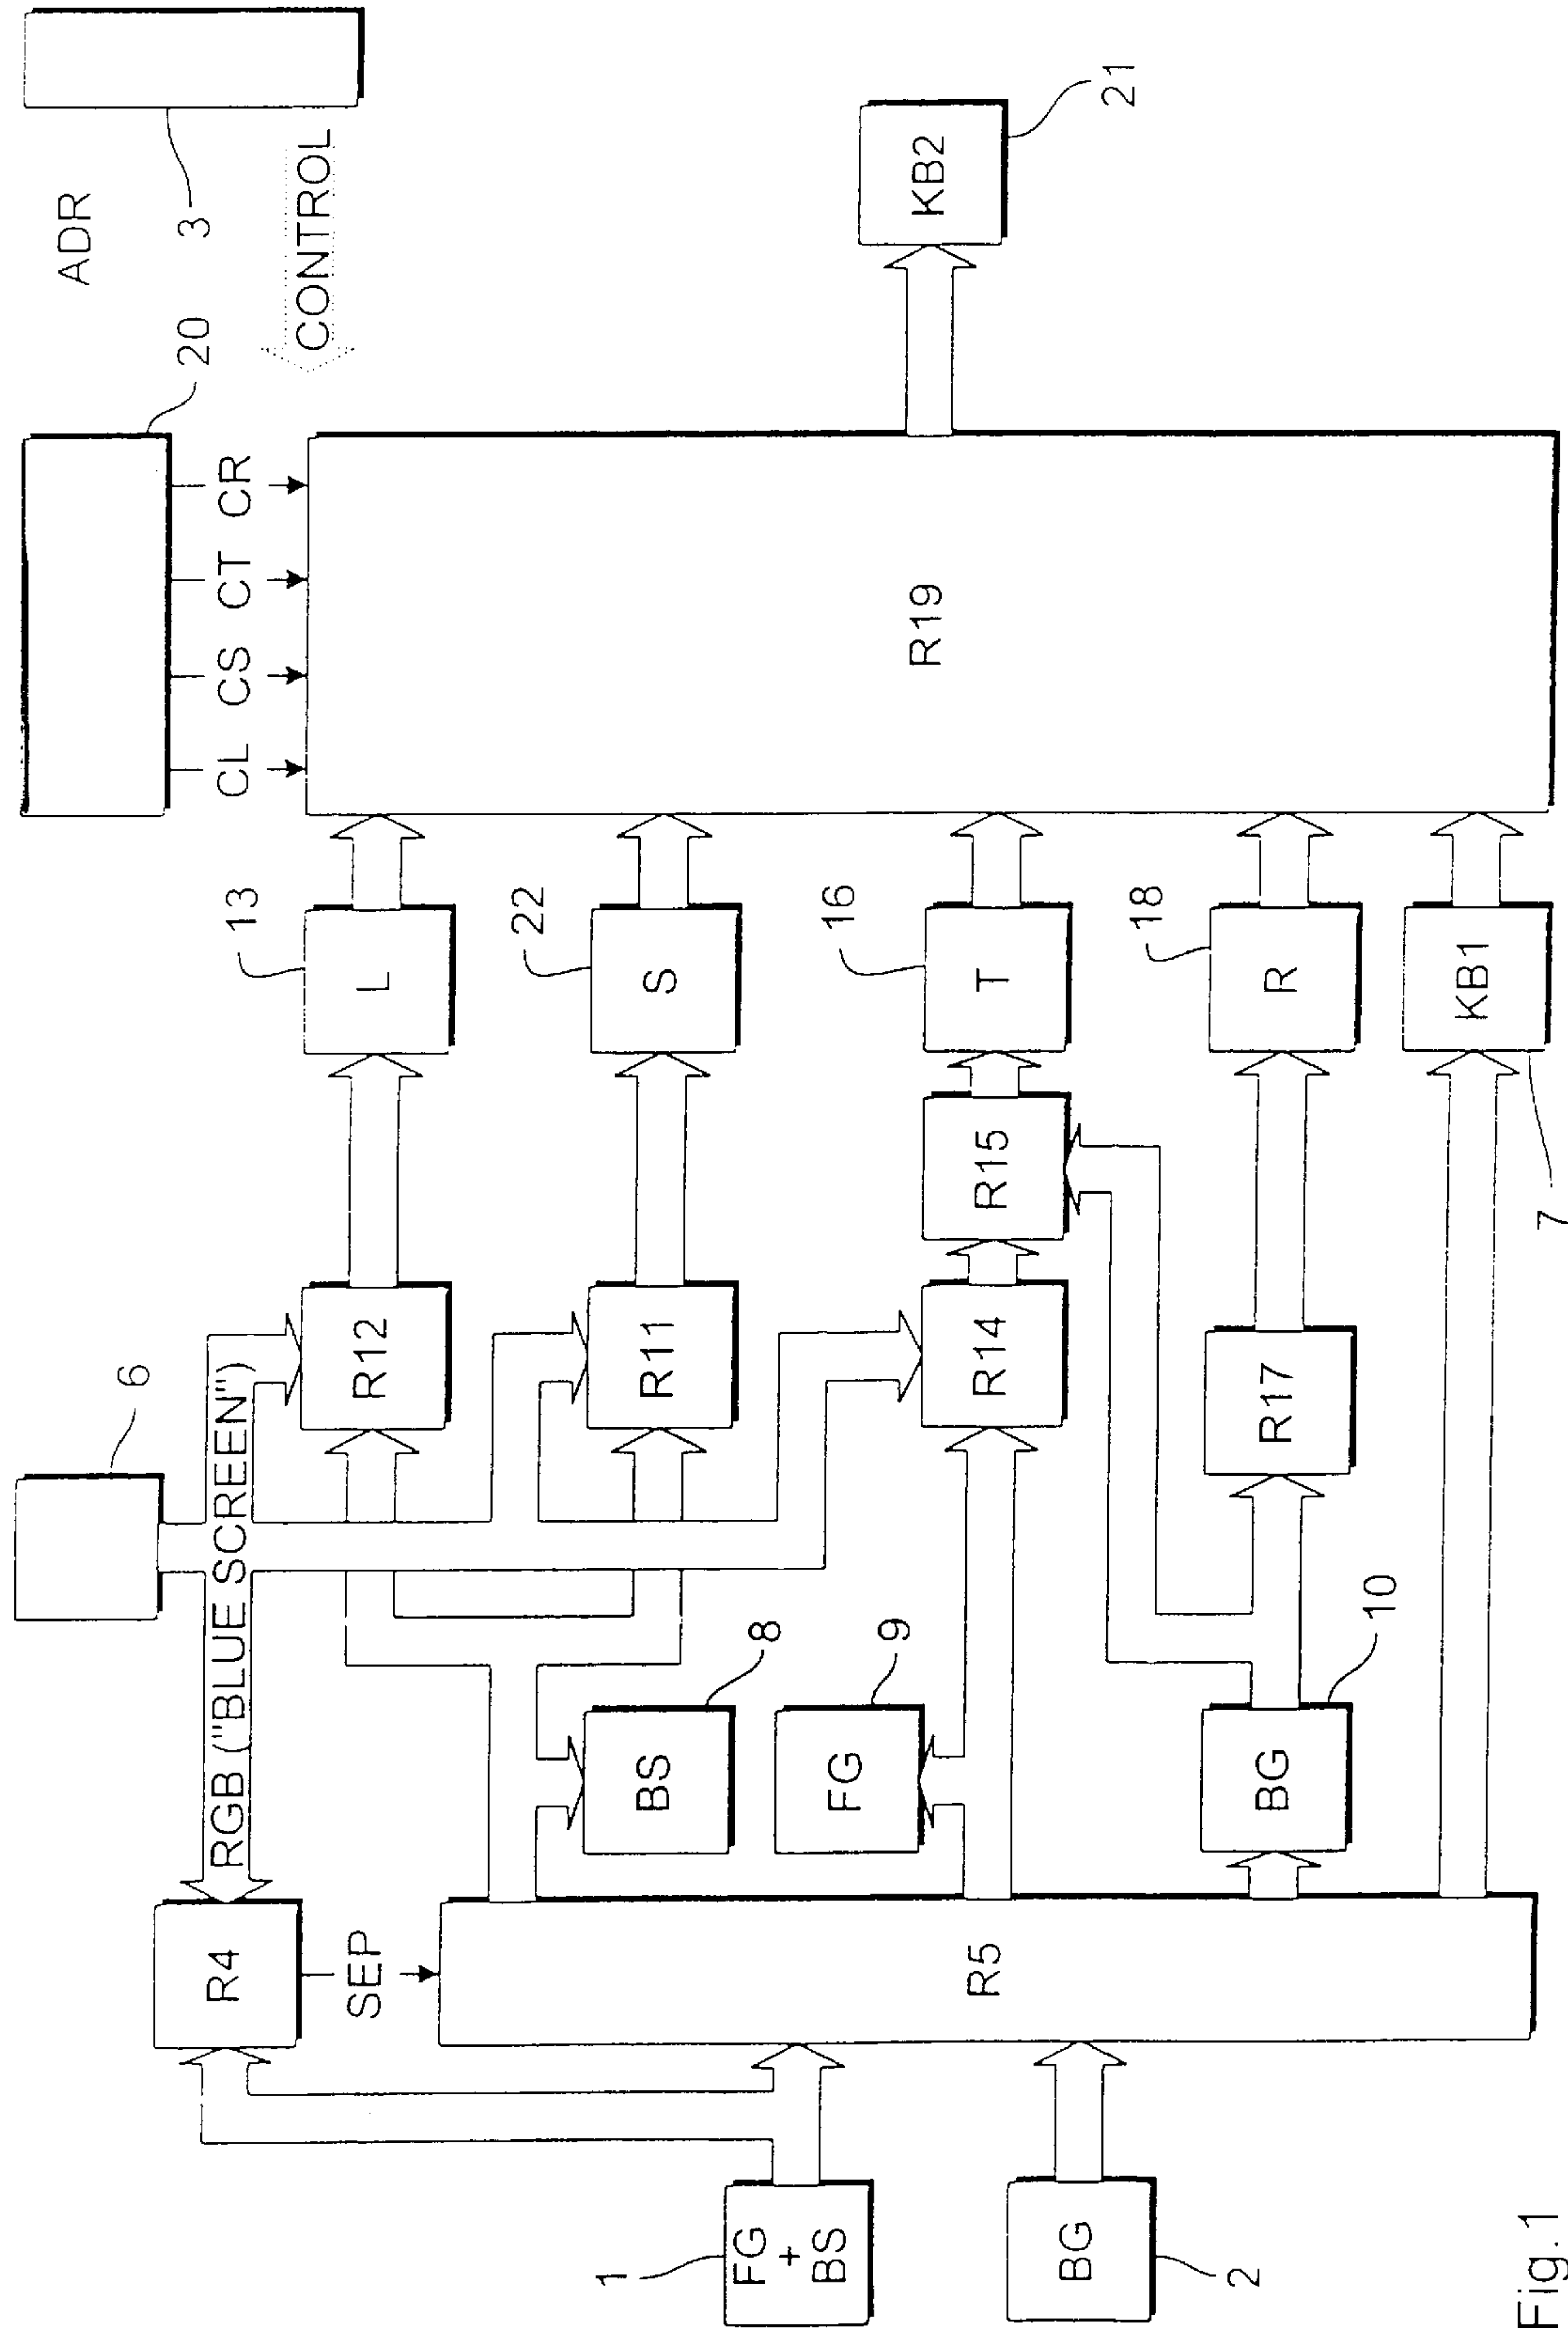 6
RGB ("BLUE SCREEN")
20
3
ADR
CONTROL
R4
SEP
CL
CS
CT
CR
R12
13
L
R11
22
S
BS
8
1
FG
+
BS
FG
9
R14
R15
16
T
R5
R19
KB2
21
BG
2
BG
10
R17
18
R
KB1
7
Fig.1